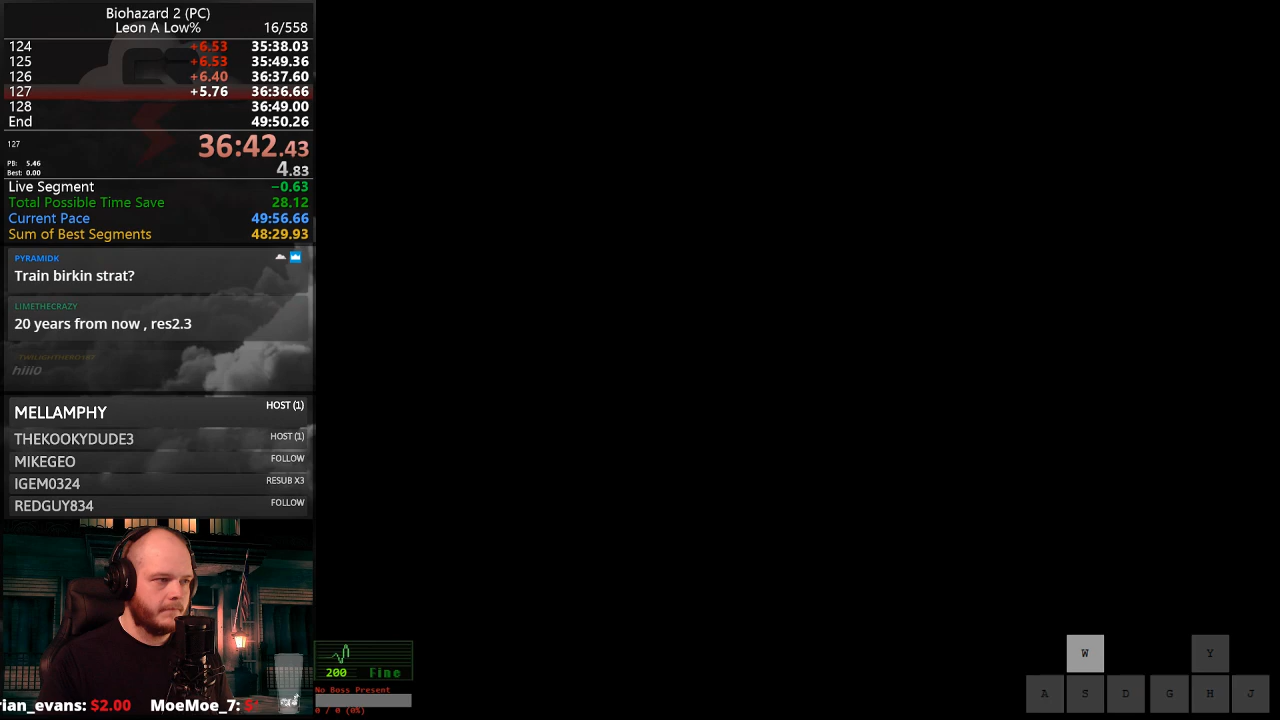 Biohazard 2 (PC)
Leon A Low% 16/558
124 +6.53 35:38.03
125 +6.53 35:49.36
126 +6.40 36:37.60
127 +5.76 36:36.66
128 36:49.00
End 49:50.26
127 36:42.43
PB: 5.46
Best: 0.00 4.83
Live Segment −0.63
Total Possible Time Save 28.12
Current Pace 49:56.66
Sum of Best Segments 48:29.93
PYRAMIDK
Train birkin strat?
LIMETHECRAZY
20 years from now , res2.3
hiii0
MELLAMPHY HOST (1)
THEKOOKYDUDE3 HOST (1)
MIKEGEO FOLLOW
IGEM0324 RESUB X3
REDGUY834 FOLLOW
200 Fine
No Boss Present
0 / 0 (0%)
rian_evans: $2.00 MoeMoe_7:
W Y
A S D G H J